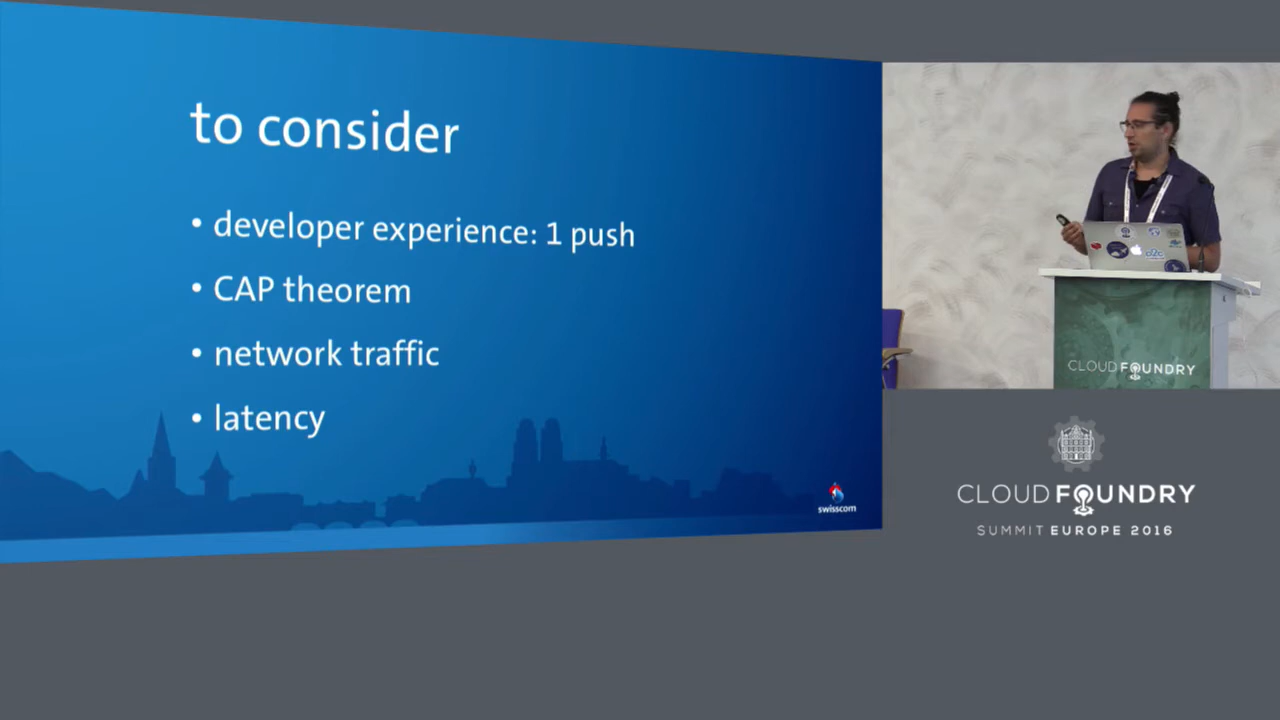 to consider
• developer experience: 1 push
• CAP theorem
• network traffic
• latency
swisscom
CLOUD FOUNDRY
CLOUD FOUNDRY
SUMMIT EUROPE 2016